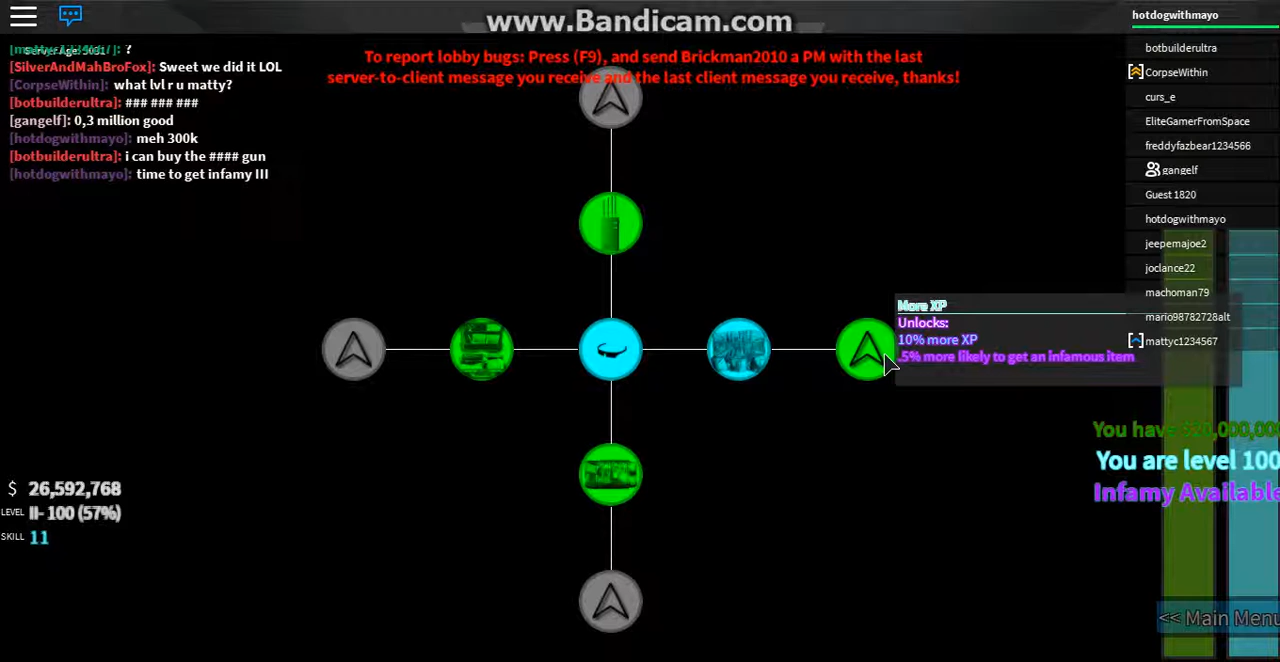 www.Bandicam.com
To report lobby bugs: Press (F9), and send Brickman2010 a PM with the last
server-to-client message you receive and the last client message you receive, thanks!
?
[SilverAndMahBroFox]: Sweet we did it LOL
[CorpseWithin]: what lvl r u matty?
[botbuilderultra]: ### ### ###
[gangelf]: 0,3 million good
[hotdogwithmayo]: meh 300k
[botbuilderultra]: i can buy the #### gun
[hotdogwithmayo]: time to get infamy III
hotdogwithmayo
botbuilderultra
CorpseWithin
curs_e
EliteGamerFromSpace
freddyfazbear1234566
gangelf
Guest 1820
hotdogwithmayo
jeepemajoe2
joclance22
machoman79
mario98782728alt
mattyc1234567
More XP
Unlocks:
10% more XP
.5% more likely to get an infamous item
You have
You are level 100
Infamy Available
$ 26,592,768
LEVEL II- 100 (57%)
SKILL 11
<< Main Menu